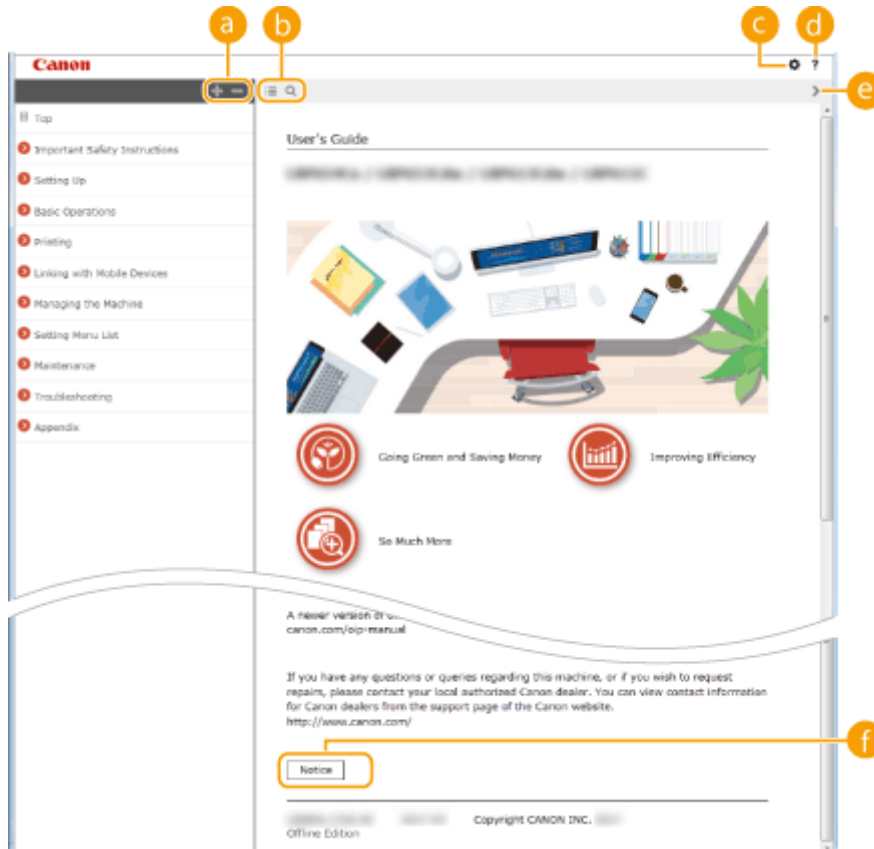 a
b
c
d
Canon
?
e
Top
Important Safety Instructions
Setting Up
Basic Operations
Printing
Linking with Mobile Devices
Managing the Machine
Setting Menu List
Maintenance
Troubleshooting
Appendix
User's Guide
Going Green and Saving Money
Improving Efficiency
So Much More
A newer version of
canon.com/oip-manual
If you have any questions or queries regarding this machine, or if you wish to request
repairs, please contact your local authorized Canon dealer. You can view contact information
for Canon dealers from the support page of the Canon website.
http://www.canon.com/
f
Notice
Copyright CANON INC.
Offline Edition